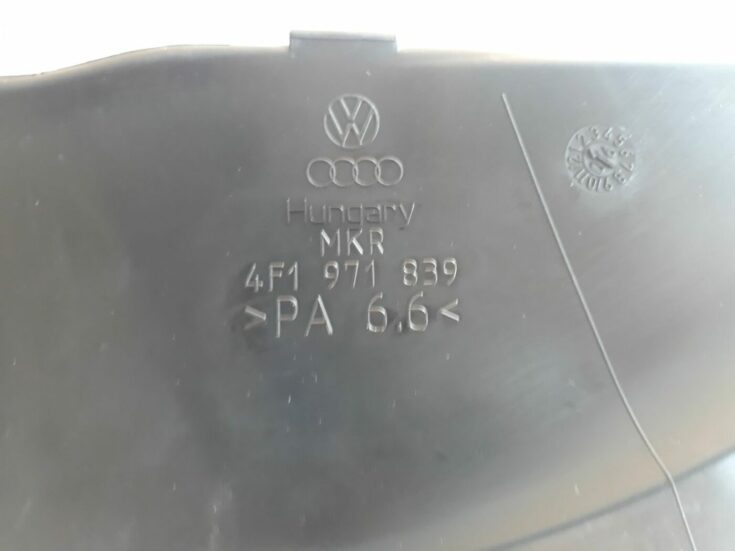 Hungary
MKR
4F1 971 839
>PA 6.6<